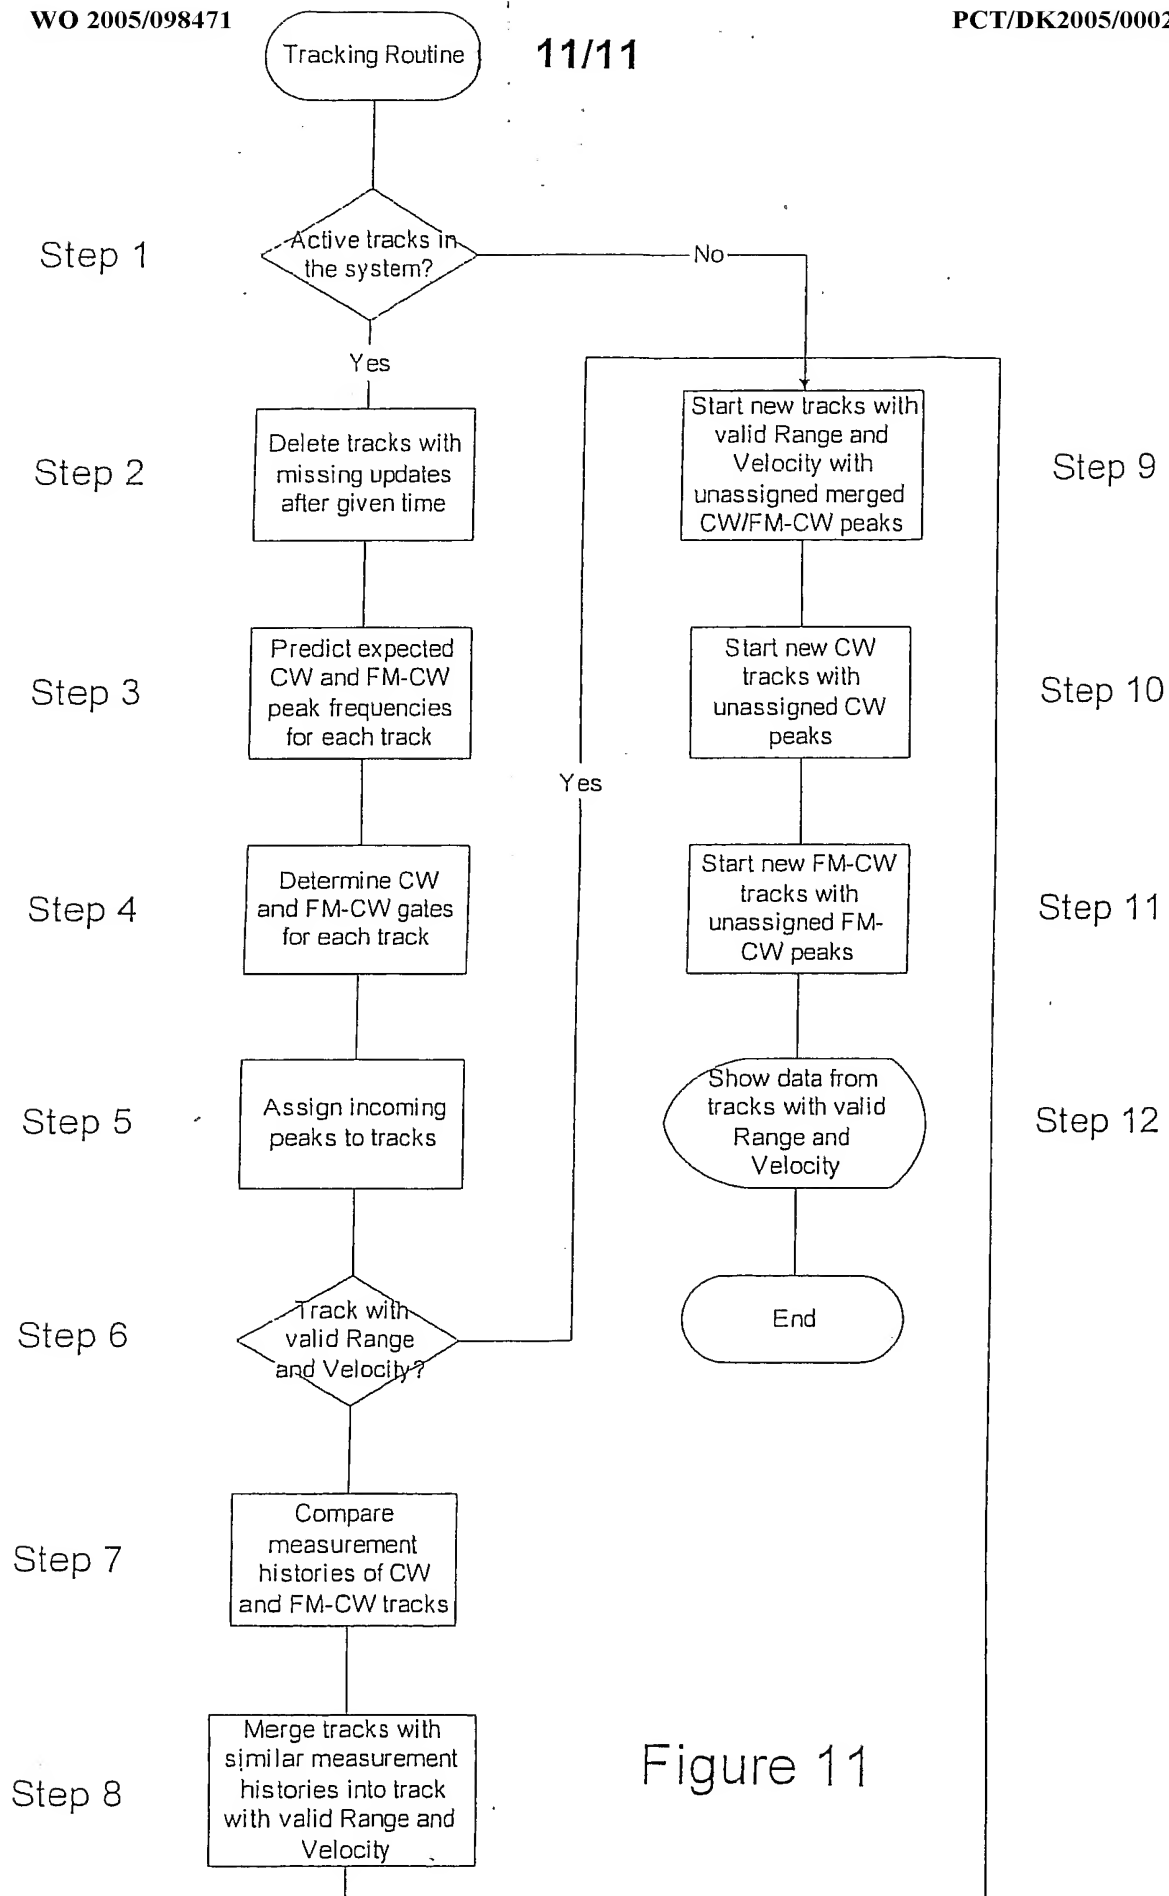 WO 2005/098471
PCT/DK2005/0002
11/11
Tracking Routine
Step 1
Active tracks in
the system?
No
Yes
Step 2
Delete tracks with
missing updates
after given time
Step 3
Predict expected
CW and FM-CW
peak frequencies
for each track
Step 4
Determine CW
and FM-CW gates
for each track
Step 5
Assign incoming
peaks to tracks
Step 6
Track with
valid Range
and Velocity?
Yes
Step 7
Compare
measurement
histories of CW
and FM-CW tracks
Step 8
Merge tracks with
similar measurement
histories into track
with valid Range and
Velocity
Start new tracks with
valid Range and
Velocity with
unassigned merged
CW/FM-CW peaks
Step 9
Start new CW
tracks with
unassigned CW
peaks
Step 10
Start new FM-CW
tracks with
unassigned FM-
CW peaks
Step 11
Show data from
tracks with valid
Range and
Velocity
Step 12
End
Figure 11